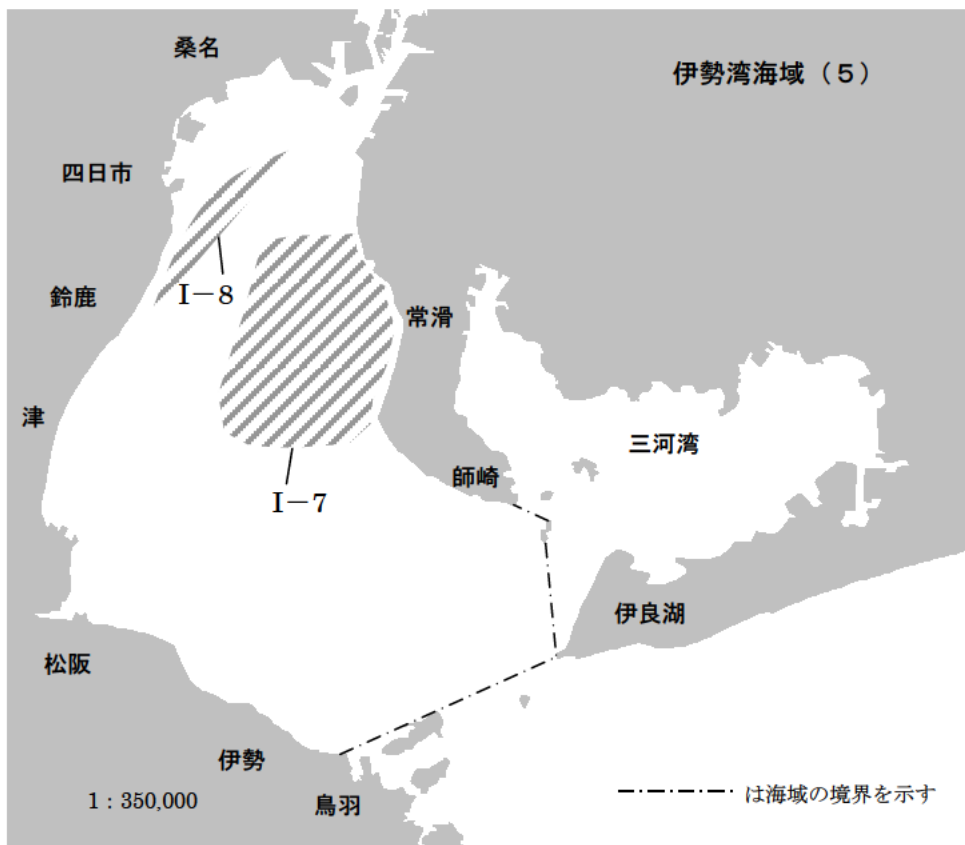 桑名
伊勢湾海域（５）
四日市
I－8
鈴鹿
常滑
津
三河湾
師崎
I－7
伊良湖
松阪
伊勢
1：350,000
鳥羽
は海域の境界を示す